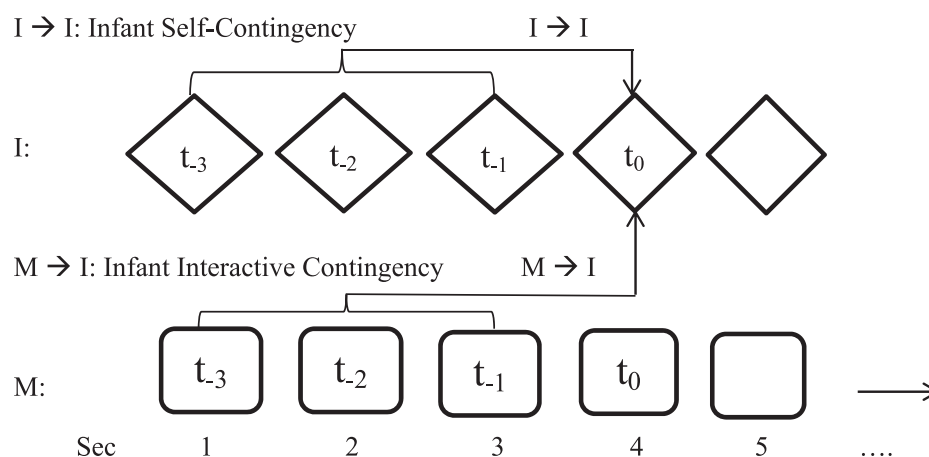 I → I: Infant Self-Contingency I → I
I: t-3 t-2 t-1 t0
M → I: Infant Interactive Contingency M → I
M: t-3 t-2 t-1 t0
Sec 1 2 3 4 5 ....